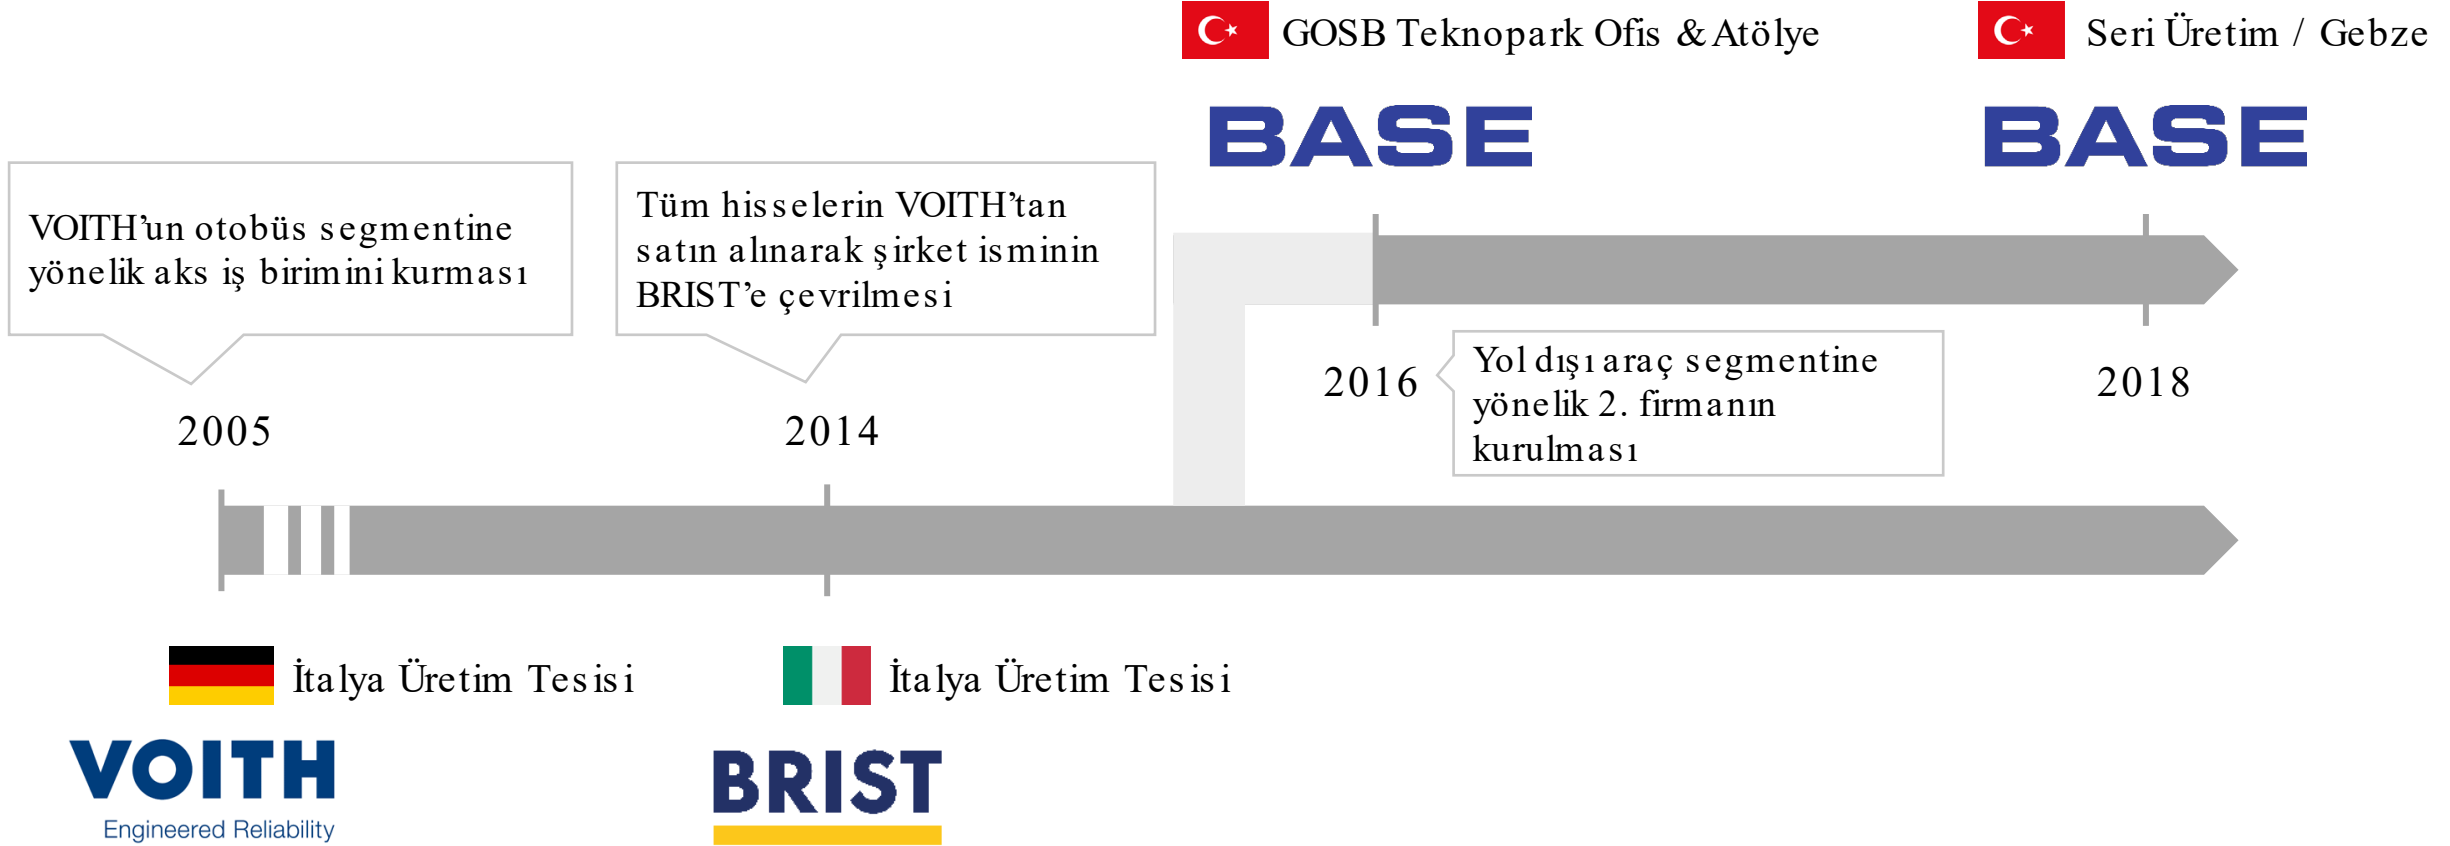 GOSB Teknopark Ofis & Atölye
Seri Üretim / Gebze
BASE
BASE
VOITH’un otobüs segmentine
yönelik aks iş birimini kurması
Tüm hisselerin VOITH’tan
satın alınarak şirket isminin
BRIST’e çevrilmesi
2016
Yol dışı araç segmentine
yönelik 2. firmanın
kurulması
2018
2005
2014
İtalya Üretim Tesisi
İtalya Üretim Tesisi
VOITH
Engineered Reliability
BRIST